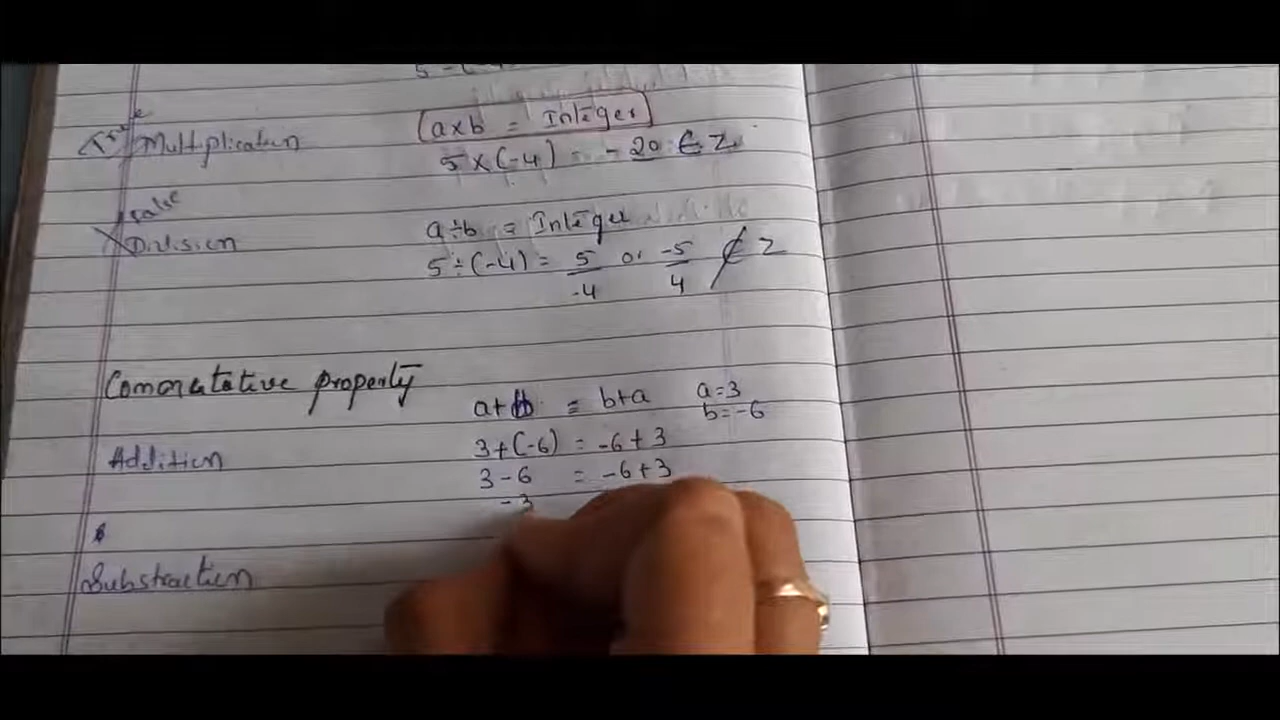 a×b = Integer
True Multiplication
5×(-4) = -20 ∈ Z
False
Division
a÷b = Integer
5÷(-4) = 5/-4 or -5/4 ∉ Z
Commutative property
a+b = b+a a=3
b=-6
Addition
3+(-6) = -6+3
3-6 = -6+3
-3
Substraction